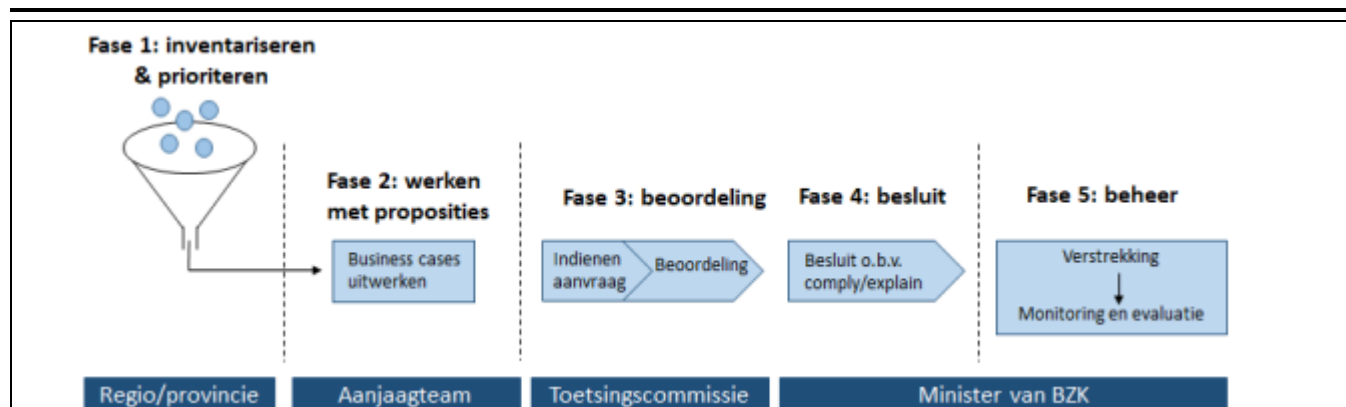 Fase 1: inventariseren
& prioriteren
Fase 2: werken
met proposities
Business cases
uitwerken
Fase 3: beoordeling
Indienen
aanvraag
Beoordeling
Fase 4: besluit
Besluit o.b.v.
comply/explain
Fase 5: beheer
Verstrekking
Monitoring en evaluatie
Regio/provincie
Aanjaagteam
Toetsingscommissie
Minister van BZK